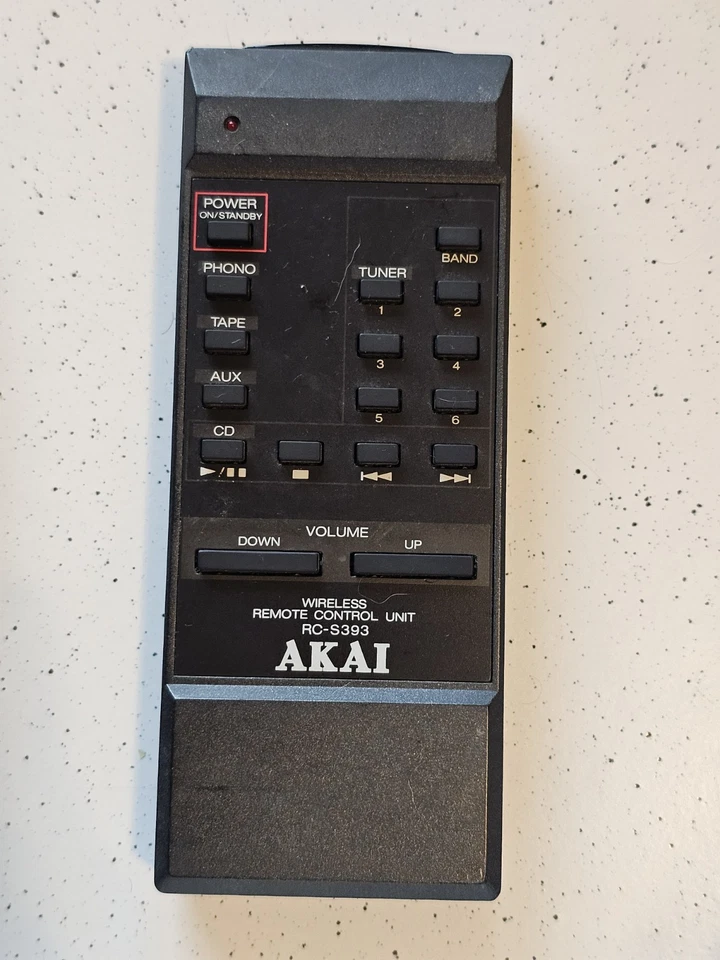 POWER
ON/STANDBY
BAND
PHONO
TUNER
1
2
TAPE
3
4
AUX
5
6
CD
▶/▮▮
■
I◀◀
▶▶I
VOLUME
DOWN
UP
WIRELESS
REMOTE CONTROL UNIT
RC-S393
AKAI